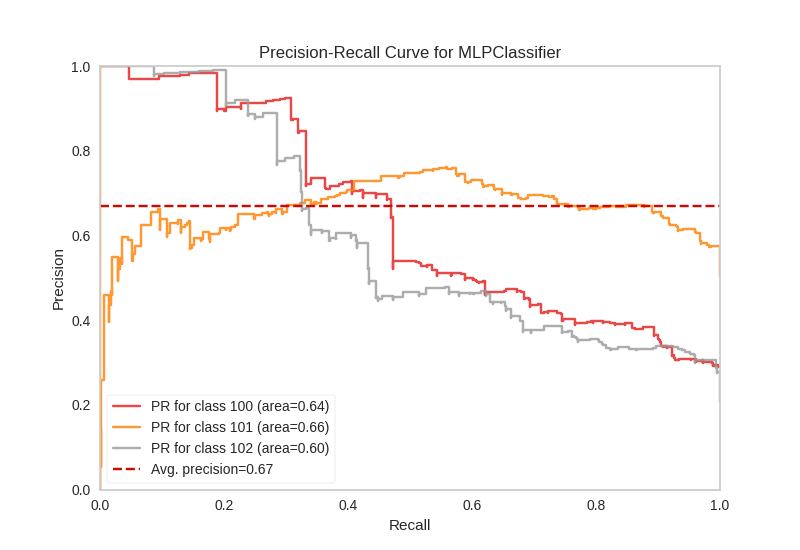 Precision-Recall Curve for MLPClassifier
1.0
0.8
0.6
0.4
0.2
0.0
Precision
PR for class 100 (area=0.64)
PR for class 101 (area=0.66)
PR for class 102 (area=0.60)
Avg. precision=0.67
0.0 0.2 0.4 0.6 0.8 1.0
Recall